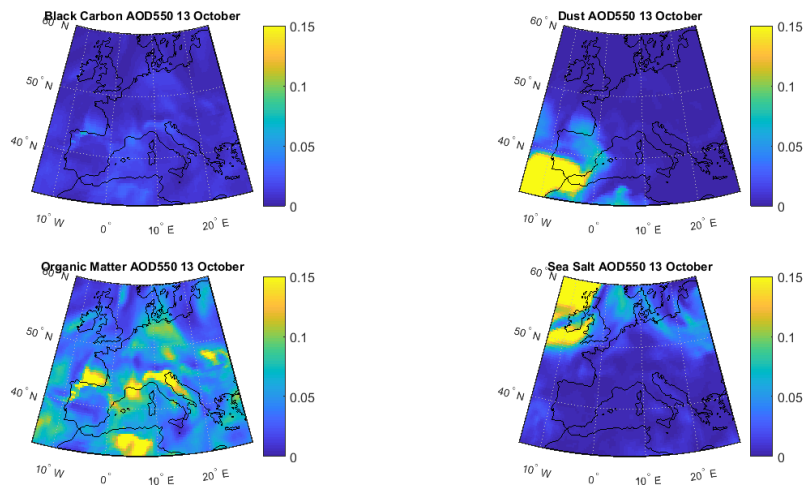 Black Carbon AOD550 13 October
60° N
50° N
40° N
10° W
0°
10° E
20° E
0.15
0.1
0.05
0
Dust AOD550 13 October
60° N
50° N
40° N
10° W
0°
10° E
20° E
0.15
0.1
0.05
0
Organic Matter AOD550 13 October
60° N
50° N
40° N
10° W
0°
10° E
20° E
0.15
0.1
0.05
0
Sea Salt AOD550 13 October
60° N
50° N
40° N
10° W
0°
10° E
20° E
0.15
0.1
0.05
0